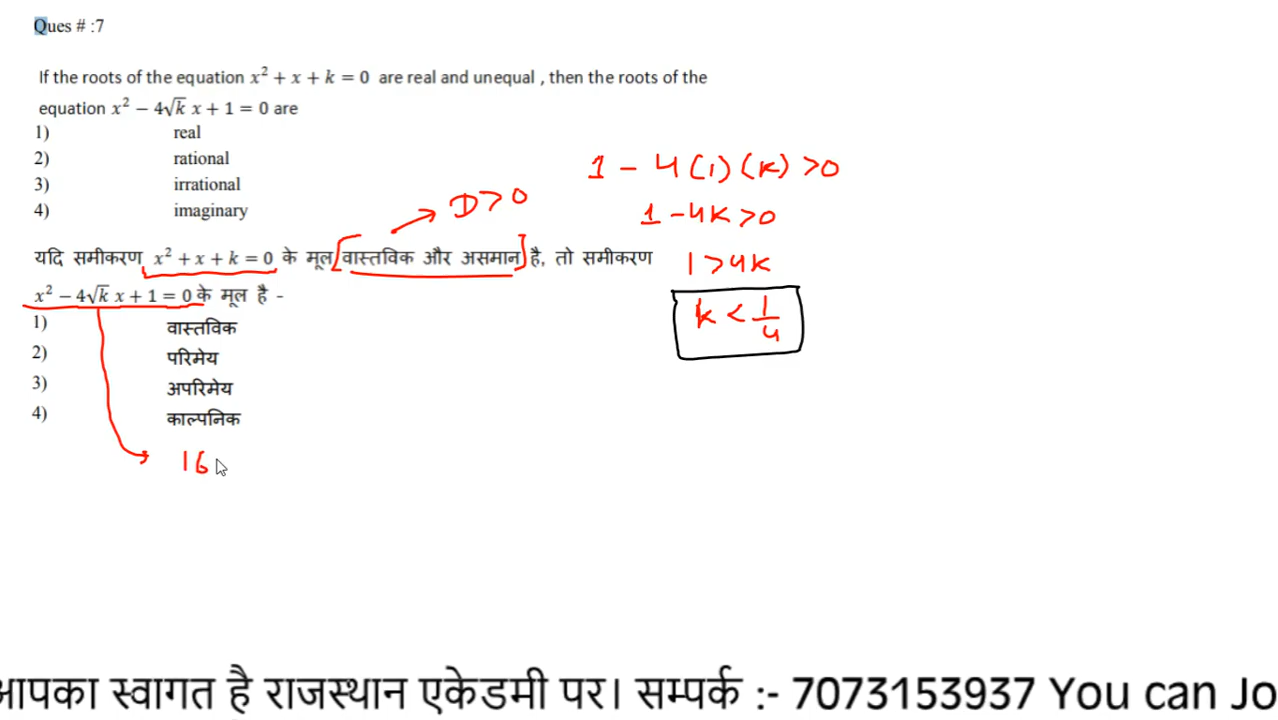 Ques # :7
If the roots of the equation x² + x + k = 0 are real and unequal , then the roots of the
equation x² − 4√k x + 1 = 0 are
1) real
2) rational
3) irrational
4) imaginary
यदि समीकरण x² + x + k = 0 के मूल [वास्तविक और असमान] है, तो समीकरण
x² − 4√k x + 1 = 0 के मूल है -
1) वास्तविक
2) परिमेय
3) अपरिमेय
4) काल्पनिक
D > 0
1 − 4(1)(k) > 0
1 − 4k > 0
1 > 4k
k < 1/4
16
आपका स्वागत है राजस्थान एकेडमी पर। सम्पर्क :- 7073153937 You can Jo